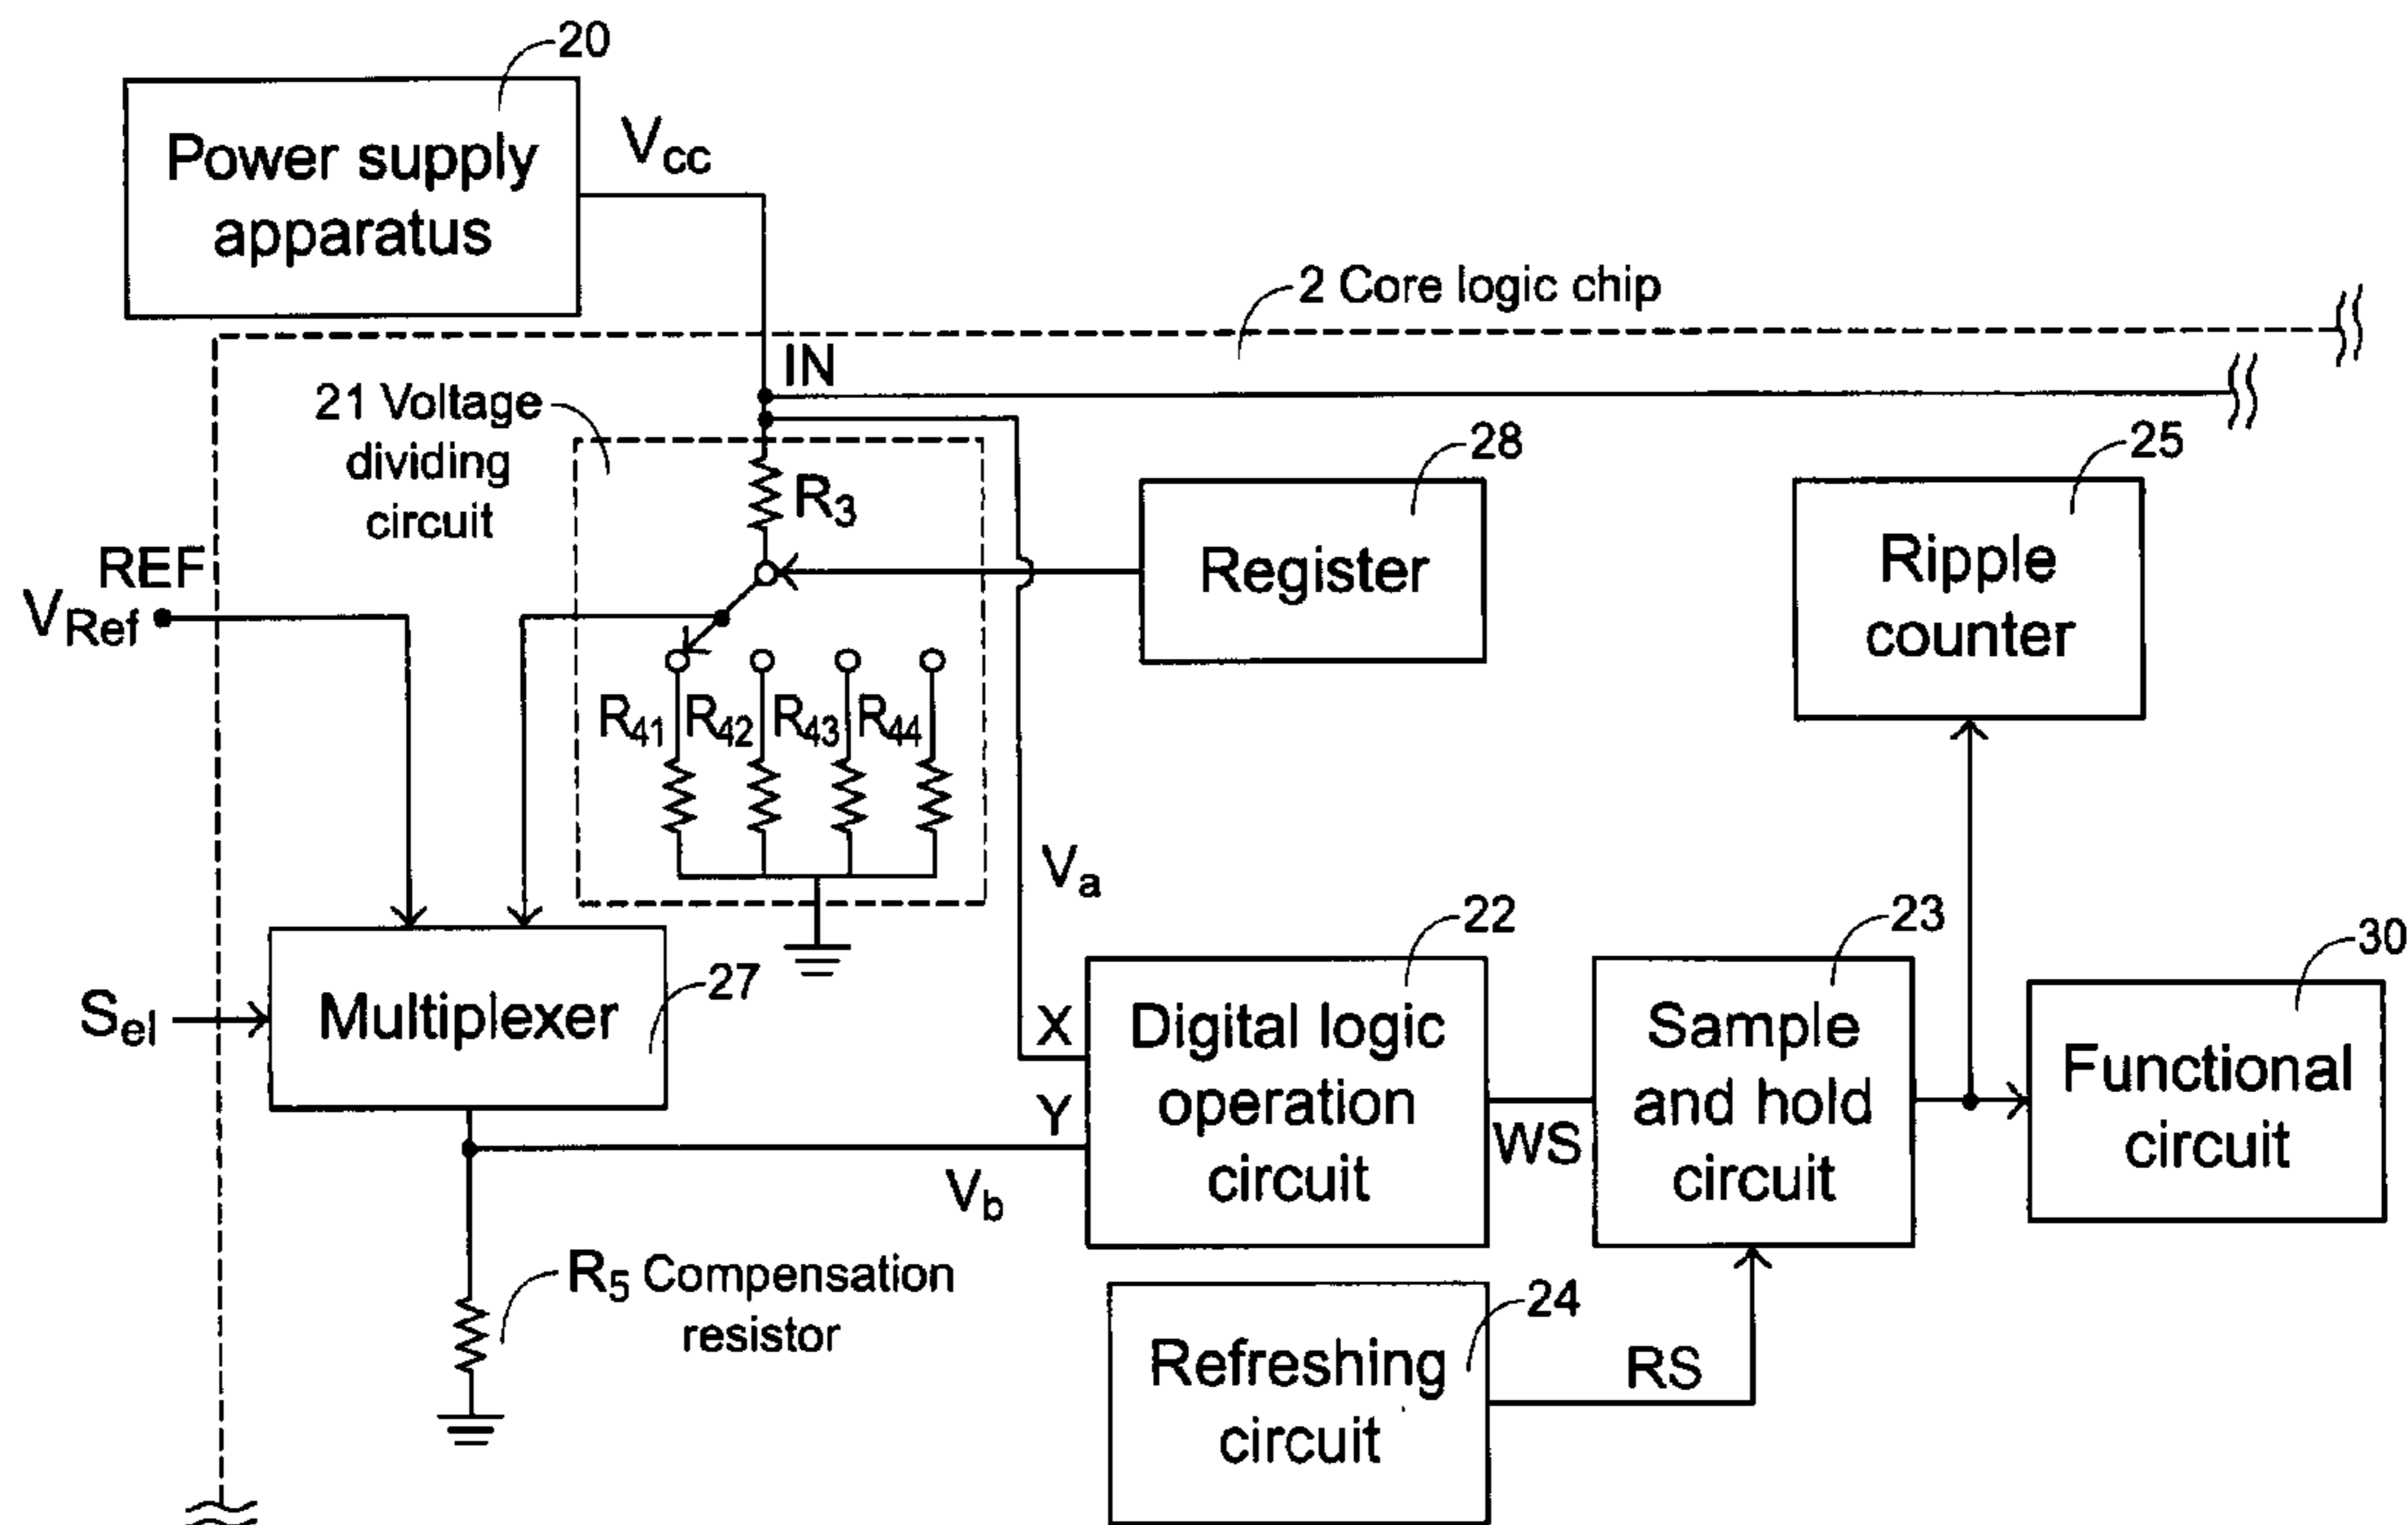 20
Power supply
apparatus
Vcc
2 Core logic chip
IN
21 Voltage
dividing
circuit
R3
28
Register
25
Ripple
counter
REF
VRef
R41 R42 R43 R44
Va
22
23
30
Sel
Multiplexer
27
X
Y
Digital logic
operation
circuit
WS
Sample
and hold
circuit
Functional
circuit
Vb
R5 Compensation
resistor
24
Refreshing
circuit
RS